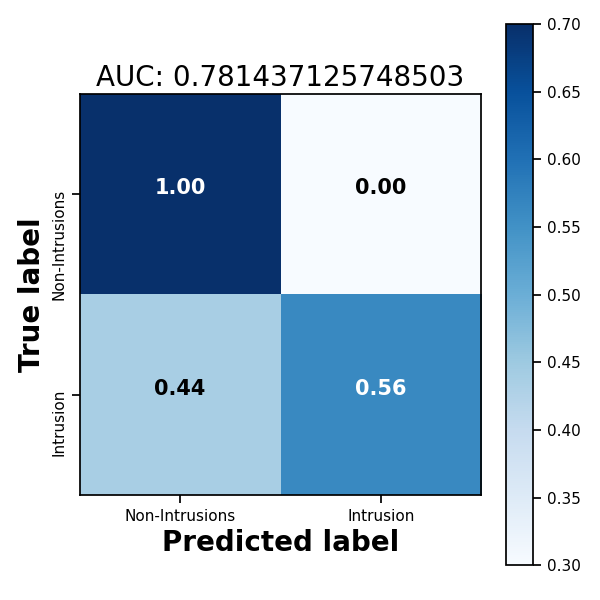 AUC: 0.781437125748503
True label
Non-Intrusions
Intrusion
1.00
0.00
0.44
0.56
Non-Intrusions
Intrusion
Predicted label
0.70
0.65
0.60
0.55
0.50
0.45
0.40
0.35
0.30